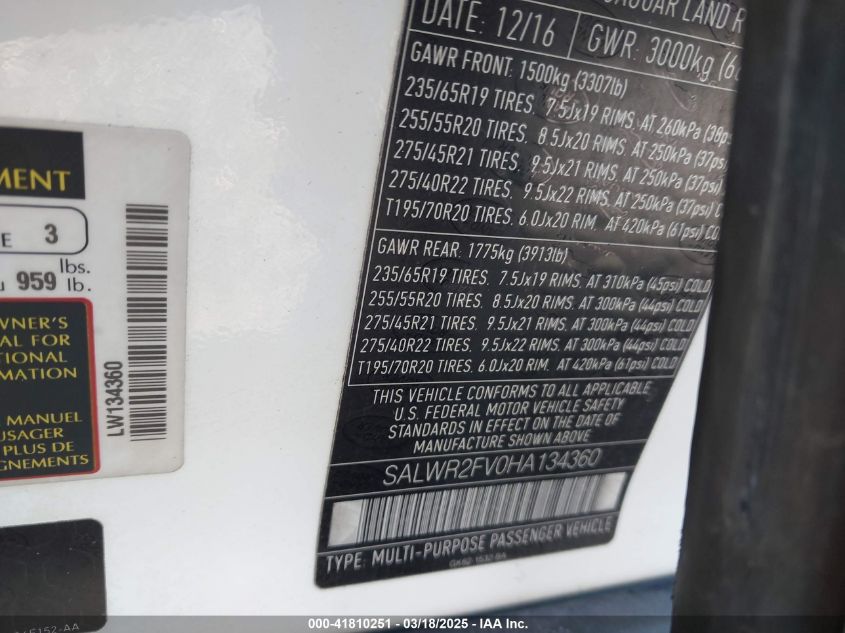 JAGUAR LAND R
DATE: 12/16 GWR: 3000kg
GAWR FRONT: 1500kg (3307lb)
235/65R19 TIRES. 7.5Jx19 RIMS. AT 260kPa (38psi
255/55R20 TIRES. 8.5Jx20 RIMS. AT 250kPa (37psi)
275/45R21 TIRES. 9.5Jx21 RIMS. AT 250kPa (37psi)
275/40R22 TIRES. 9.5Jx22 RIMS. AT 250kPa (37psi) C
T195/70R20 TIRES. 6.0Jx20 RIM. AT 420kPa (61psi) CO
GAWR REAR: 1775kg (3913lb)
235/65R19 TIRES. 7.5Jx19 RIMS. AT 310kPa (45psi) COLD
255/55R20 TIRES. 8.5Jx20 RIMS. AT 300kPa (44psi) COLD
275/45R21 TIRES. 9.5Jx21 RIMS. AT 300kPa (44psi) COLD
275/40R22 TIRES. 9.5Jx22 RIMS. AT 300kPa (44psi) COLD
T195/70R20 TIRES. 6.0Jx20 RIM. AT 420kPa (61psi) COLD
THIS VEHICLE CONFORMS TO ALL APPLICABLE
U.S. FEDERAL MOTOR VEHICLE SAFETY
STANDARDS IN EFFECT ON THE DATE OF
MANUFACTURE SHOWN ABOVE
SALWR2FV0HA134360
TYPE: MULTI-PURPOSE PASSENGER VEHICLE
MENT
E 3
u 959 lbs. lb.
WNER'S
AL FOR
TIONAL
MATION
MANUEL
USAGER
PLUS DE
GNEMENTS
LW134360
152-AA
000-41810251 - 03/18/2025 - IAA Inc.